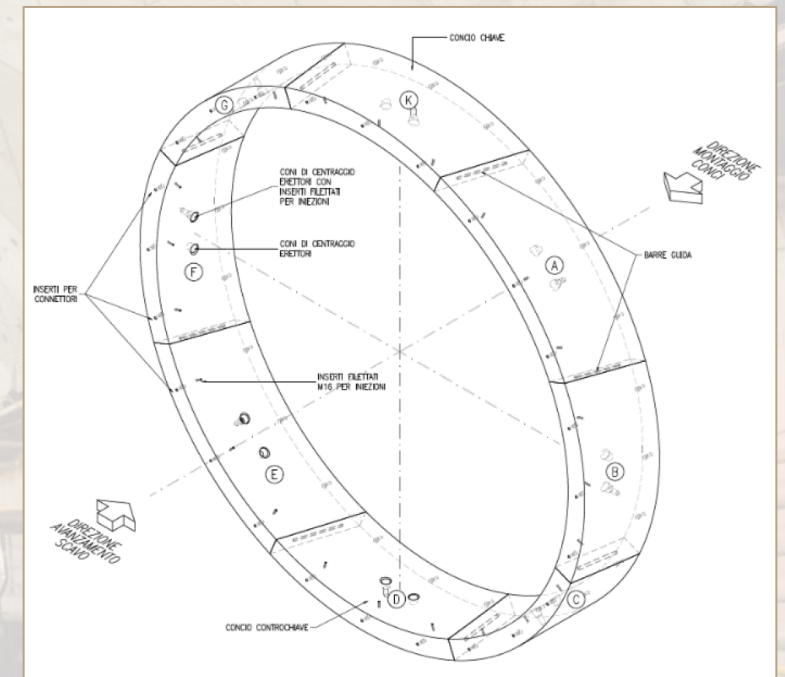 CONCIO CHIAVE
G
K
DIREZIONE
MONTAGGIO
CONCI
CONI DI CENTRAGGIO
ERETTORI CON
INSERTI FILETTATI
PER INIEZIONI
CONI DI CENTRAGGIO
ERETTORI
F
A
BARRE GUIDA
INSERTI PER
CONNETTORI
INSERTI FILETTATI
M16 PER INIEZIONI
E
B
DIREZIONE
AVANZAMENTO
SCAVO
D
C
CONCIO CONTROCHIAVE